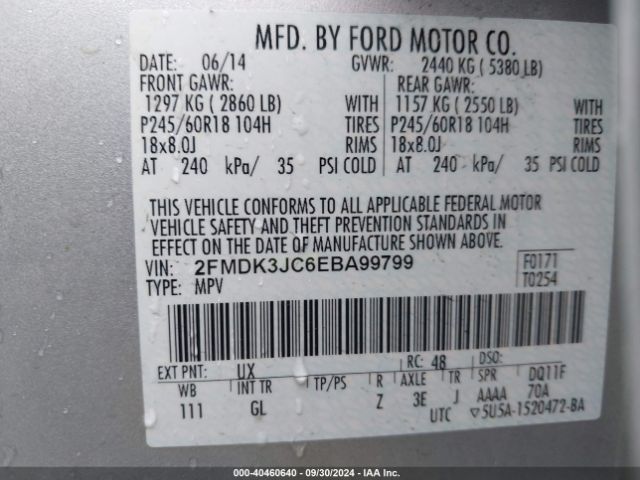 MFD. BY FORD MOTOR CO.
DATE: 06/14 GVWR: 2440 KG ( 5380 LB)
FRONT GAWR: REAR GAWR:
1297 KG ( 2860 LB) WITH 1157 KG ( 2550 LB) WITH
P245/60R18 104H TIRES P245/60R18 104H TIRES
18x8.0J RIMS 18x8.0J RIMS
AT 240 kPa/ 35 PSI COLD AT 240 kPa/ 35 PSI COLD
THIS VEHICLE CONFORMS TO ALL APPLICABLE FEDERAL MOTOR
VEHICLE SAFETY AND THEFT PREVENTION STANDARDS IN
EFFECT ON THE DATE OF MANUFACTURE SHOWN ABOVE.
VIN: 2FMDK3JC6EBA99799 F0171
TYPE: MPV T0254
EXT PNT: UX RC: 48 DSO:
WB INT TR TP/PS R AXLE TR SPR DQ11F
111 GL Z 3E J AAAA 70A
UTC ▽5U5A-1520472-BA
000-40460640 - 09/30/2024 - IAA Inc.